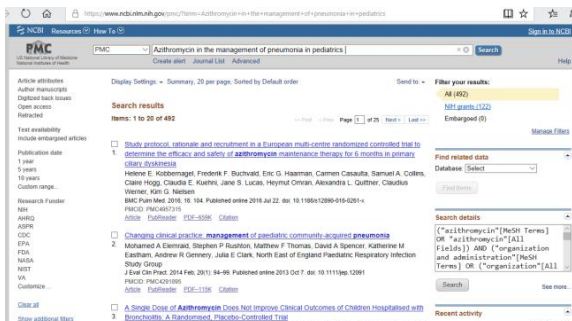 https://www.ncbi.nlm.nih.gov/pmc/?term=Azithromycin+in+the+management+of+pneumonia+in+pediatrics
NCBI Resources How To Sign in to NCBI
PMC
US National Library of Medicine
National Institutes of Health
PMC Azithromycin in the management of pneumonia in pediatrics Search
Create alert Journal List Advanced Help
Article attributes
Author manuscripts
Digitized back issues
Open access
Retracted
Text availability
Include embargoed articles
Publication date
1 year
5 years
10 years
Custom range...
Research Funder
NIH
AHRQ
ASPR
CDC
EPA
FDA
NASA
NIST
VA
Customize ...
Clear all
Show additional filters
Display Settings: Summary, 20 per page, Sorted by Default order Send to:
Search results
Items: 1 to 20 of 492
<< First < Prev Page 1 of 25 Next > Last >>
1. Study protocol, rationale and recruitment in a European multi-centre randomized controlled trial to
determine the efficacy and safety of azithromycin maintenance therapy for 6 months in primary
ciliary dyskinesia
Helene E. Kobbernagel, Frederik F. Buchvald, Eric G. Haarman, Carmen Casaulta, Samuel A. Collins,
Claire Hogg, Claudia E. Kuehni, Jane S. Lucas, Heymut Omran, Alexandra L. Quittner, Claudius
Werner, Kim G. Nielsen
BMC Pulm Med. 2016; 16: 104. Published online 2016 Jul 22. doi: 10.1186/s12890-016-0261-x
PMCID: PMC4957315
Article PubReader PDF–659K Citation
2. Changing clinical practice: management of paediatric community-acquired pneumonia
Mohamed A Elemraid, Stephen P Rushton, Matthew F Thomas, David A Spencer, Katherine M
Eastham, Andrew R Gennery, Julia E Clark, North East of England Paediatric Respiratory Infection
Study Group
J Eval Clin Pract. 2014 Feb; 20(1): 94–99. Published online 2013 Oct 7. doi: 10.1111/jep.12091
PMCID: PMC4291095
Article PubReader PDF–115K Citation
3. A Single Dose of Azithromycin Does Not Improve Clinical Outcomes of Children Hospitalised with
Bronchiolitis: A Randomised, Placebo-Controlled Trial
Filter your results:
All (492)
NIH grants (122)
Embargoed (0)
Manage Filters
Find related data
Database: Select
Find items
Search details
("azithromycin"[MeSH Terms]
OR "azithromycin"[All
Fields]) AND ("organization
and administration"[MeSH
Terms] OR ("organization"[All
Search See more...
Recent activity